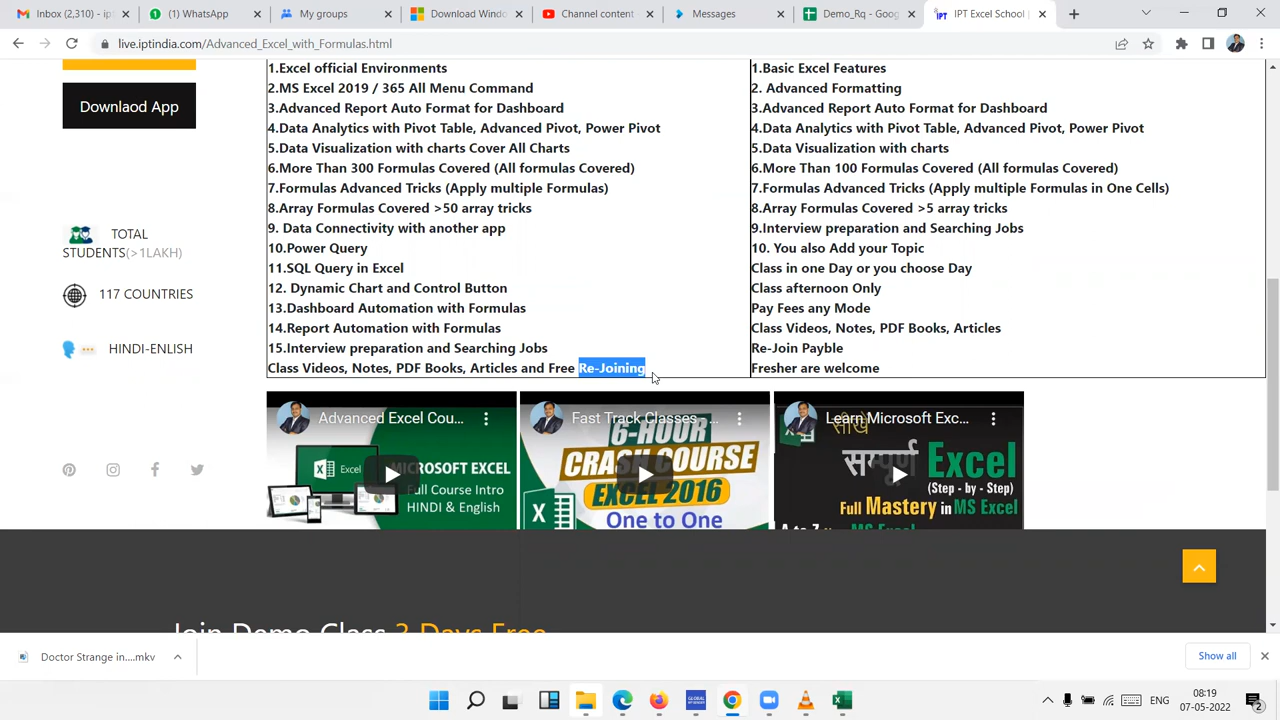 Inbox (2,310) - ip
(1) WhatsApp
My groups
Download Windo
Channel content
Messages
Demo_Rq - Goog
IPT Excel School |
live.iptindia.com/Advanced_Excel_with_Formulas.html
Downlaod App
TOTAL
STUDENTS(>1LAKH)
117 COUNTRIES
HINDI-ENLISH
1.Excel official Environments
2.MS Excel 2019 / 365 All Menu Command
3.Advanced Report Auto Format for Dashboard
4.Data Analytics with Pivot Table, Advanced Pivot, Power Pivot
5.Data Visualization with charts Cover All Charts
6.More Than 300 Formulas Covered (All formulas Covered)
7.Formulas Advanced Tricks (Apply multiple Formulas)
8.Array Formulas Covered >50 array tricks
9. Data Connectivity with another app
10.Power Query
11.SQL Query in Excel
12. Dynamic Chart and Control Button
13.Dashboard Automation with Formulas
14.Report Automation with Formulas
15.Interview preparation and Searching Jobs
Class Videos, Notes, PDF Books, Articles and Free Re-Joining
1.Basic Excel Features
2. Advanced Formatting
3.Advanced Report Auto Format for Dashboard
4.Data Analytics with Pivot Table, Advanced Pivot, Power Pivot
5.Data Visualization with charts
6.More Than 100 Formulas Covered (All formulas Covered)
7.Formulas Advanced Tricks (Apply multiple Formulas in One Cells)
8.Array Formulas Covered >5 array tricks
9.Interview preparation and Searching Jobs
10. You also Add your Topic
Class in one Day or you choose Day
Class afternoon Only
Pay Fees any Mode
Class Videos, Notes, PDF Books, Articles
Re-Join Payble
Fresher are welcome
Advanced Excel Cou...
Excel
MICROSOFT EXCEL
Full Course Intro
HINDI & English
Fast Track Classes - ...
6-HOUR
CRASH COURSE
EXCEL 2016
One to One
Learn Microsoft Exc...
सीखे
सम्पूर्ण Excel
(Step - by - Step)
Full Mastery in MS Excel
Join Demo Class 3 Days Free
Doctor Strange in....mkv
Show all
ENG
08:19
07-05-2022
2